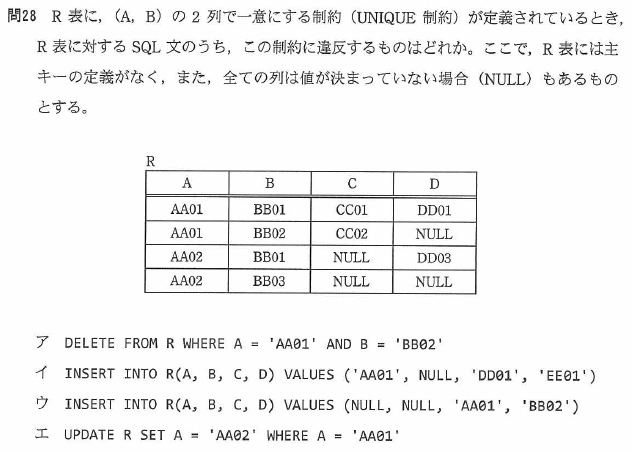 問28　R 表に，（A，B）の 2 列で一意にする制約（UNIQUE 制約）が定義されているとき，
R 表に対する SQL 文のうち，この制約に違反するものはどれか。ここで，R 表には主
キーの定義がなく，また，全ての列は値が決まっていない場合（NULL）もあるもの
とする。
R
A B C D
AA01 BB01 CC01 DD01
AA01 BB02 CC02 NULL
AA02 BB01 NULL DD03
AA02 BB03 NULL NULL
ア DELETE FROM R WHERE A = 'AA01' AND B = 'BB02'
イ INSERT INTO R(A, B, C, D) VALUES ('AA01', NULL, 'DD01', 'EE01')
ウ INSERT INTO R(A, B, C, D) VALUES (NULL, NULL, 'AA01', 'BB02')
エ UPDATE R SET A = 'AA02' WHERE A = 'AA01'